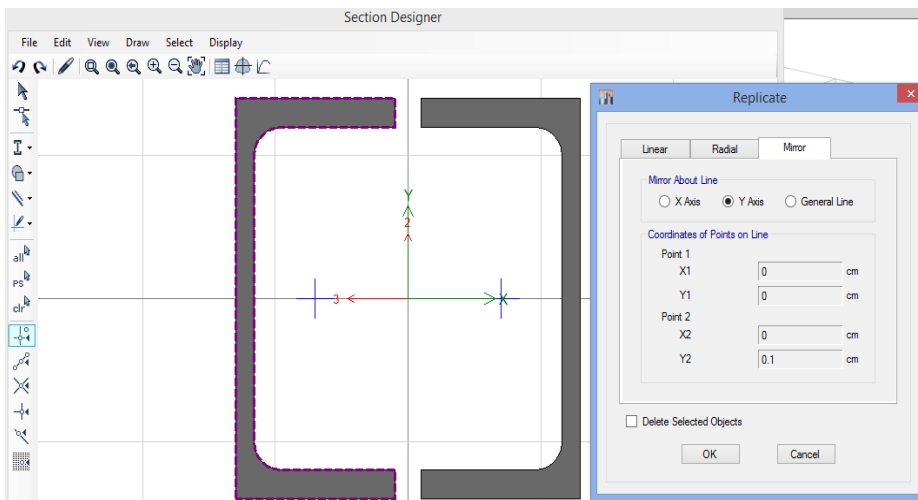 Section Designer
File Edit View Draw Select Display
all
PS
clr
Y
2
3
X
Replicate
Linear Radial Mirror
Mirror About Line
X Axis Y Axis General Line
Coordinates of Points on Line
Point 1
X1 0 cm
Y1 0 cm
Point 2
X2 0 cm
Y2 0.1 cm
Delete Selected Objects
OK Cancel